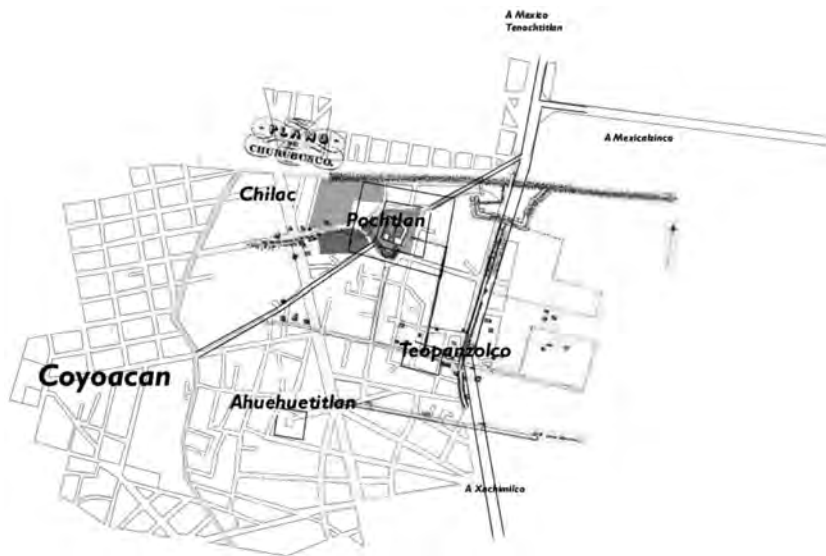 A Mexico
Tenochtitlan
A Mexicalzinco
PLANO
DE
CHURUBUSCO.
Chilac
Pochtlan
Teopanzolco
Coyoacan
Ahuehuetitlan
A Xochimilco